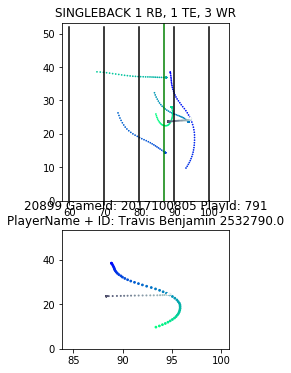 SINGLEBACK 1 RB, 1 TE, 3 WR
50
40
30
20
10
0
60 70 80 90 100
20899 GameId: 2017100805 PlayId: 791
PlayerName + ID: Travis Benjamin 2532790.0
40
20
0
85 90 95 100